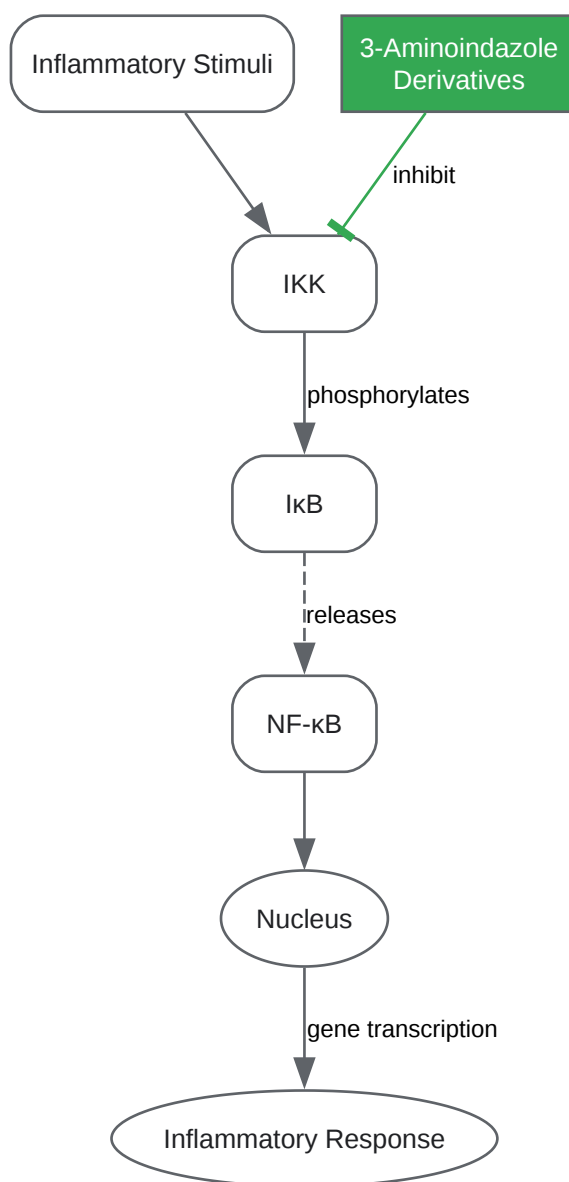 Inflammatory Stimuli
3-Aminoindazole
Derivatives
inhibit
IKK
phosphorylates
IκB
releases
NF-κB
Nucleus
gene transcription
Inflammatory Response